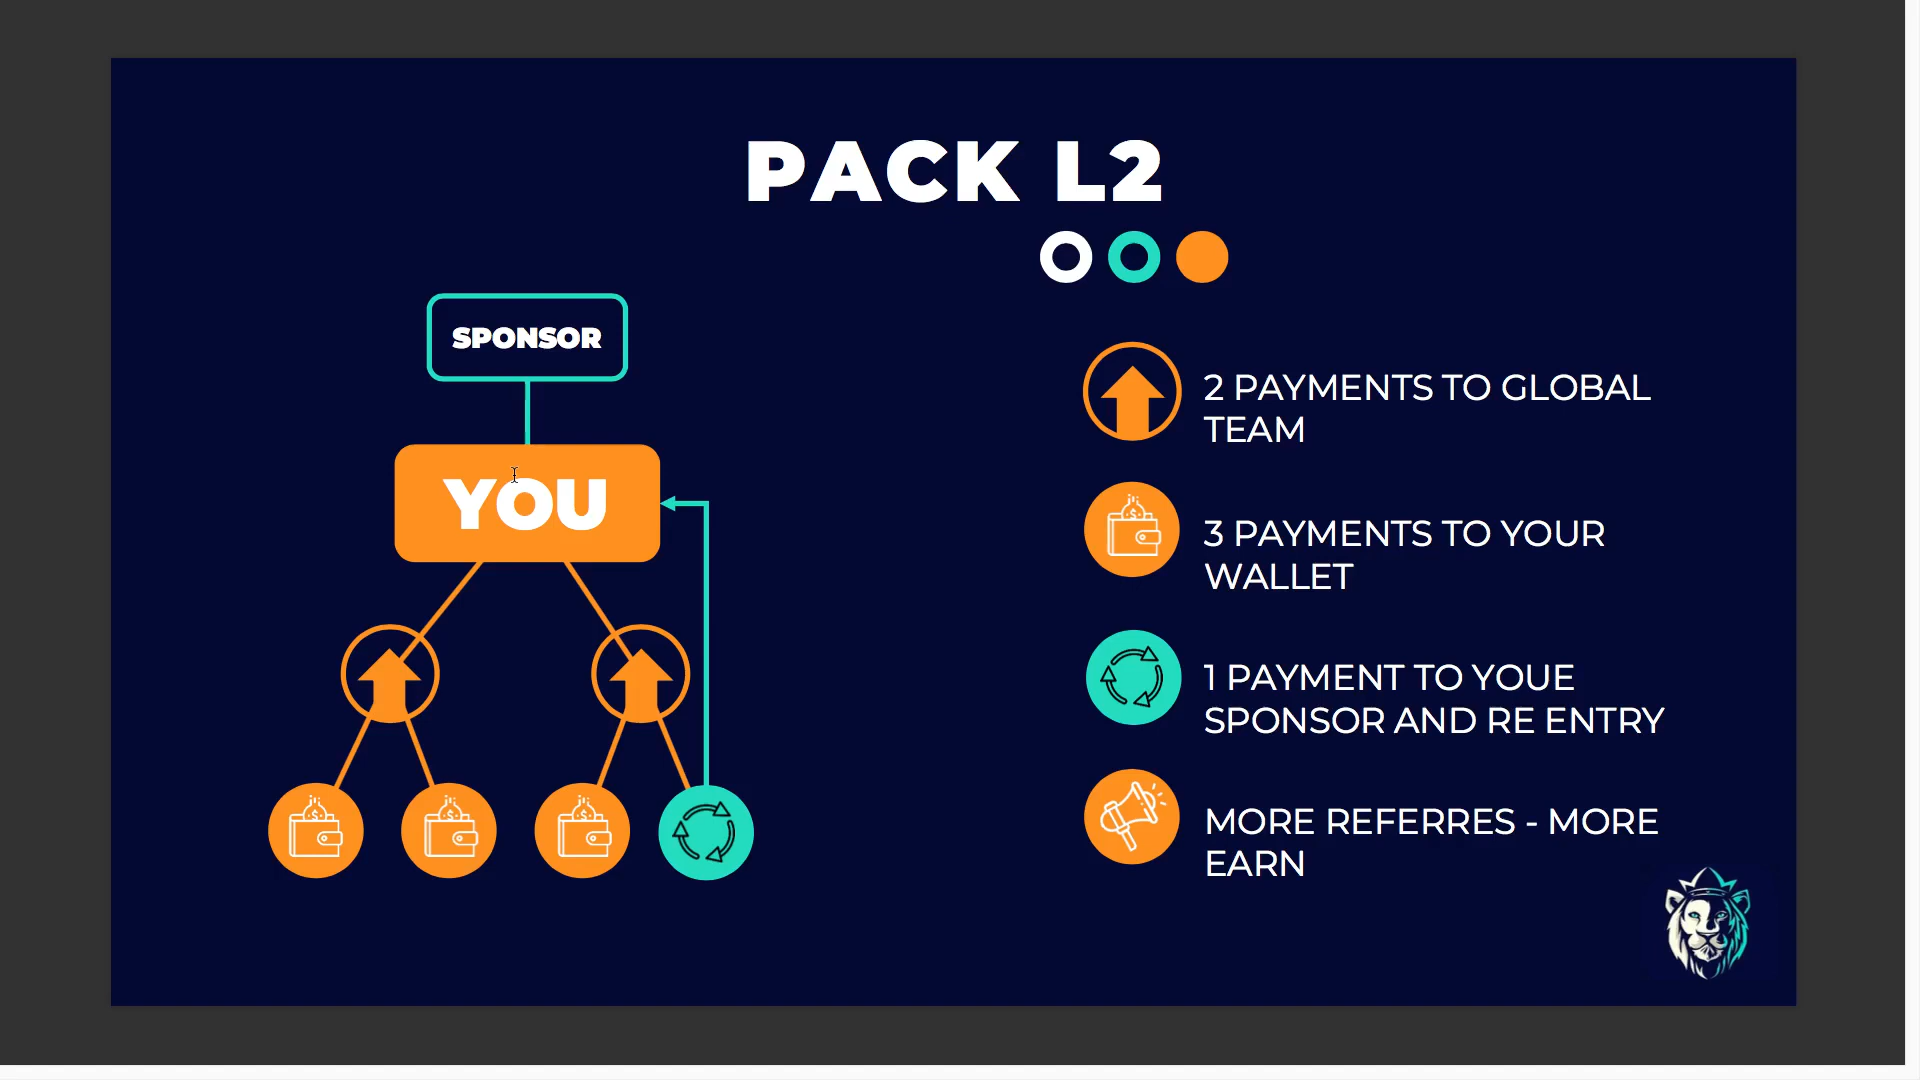 PACK L2
SPONSOR
YOU
2 PAYMENTS TO GLOBAL
TEAM
3 PAYMENTS TO YOUR
WALLET
1 PAYMENT TO YOUE
SPONSOR AND RE ENTRY
MORE REFERRES - MORE
EARN